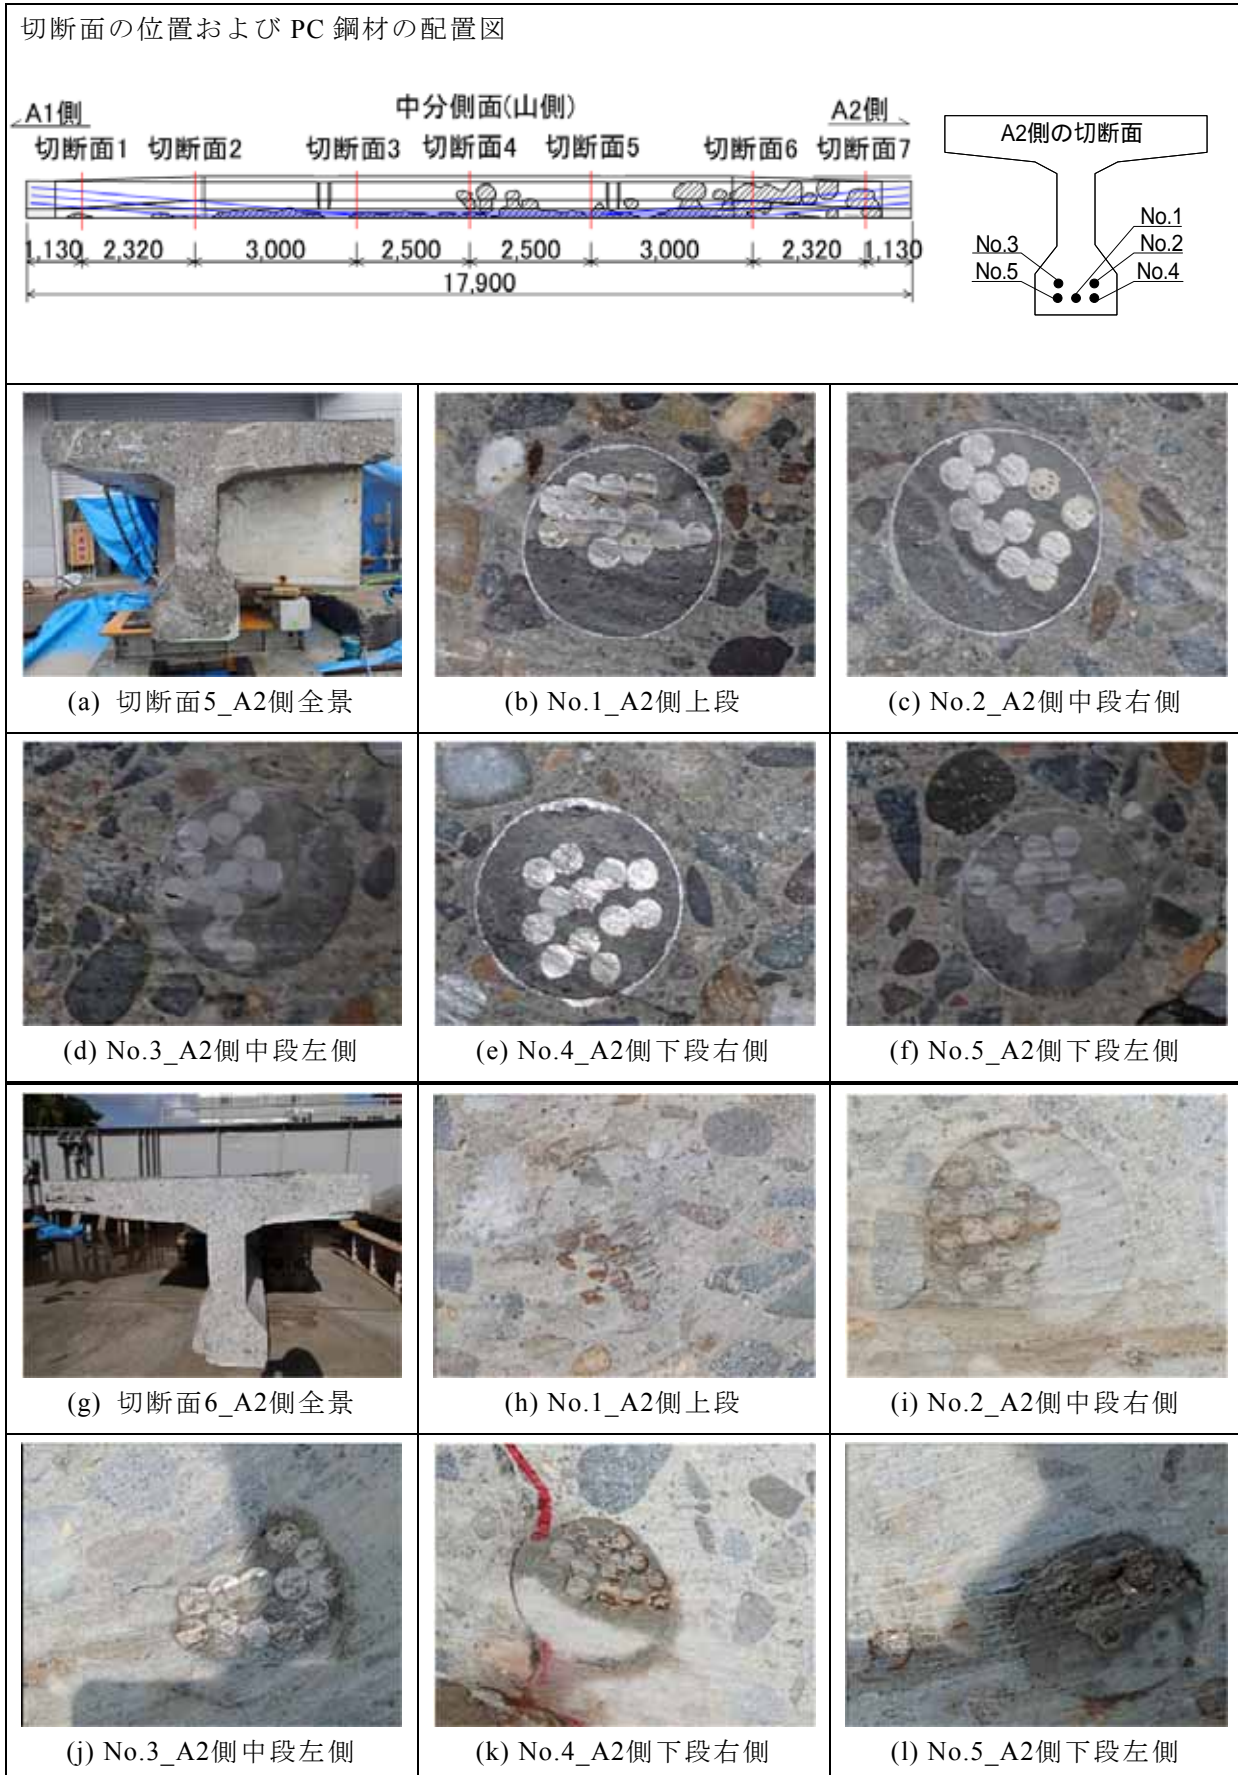 切断面の位置および PC 鋼材の配置図
A1側
中分側面(山側)
A2側
切断面1 切断面2 切断面3 切断面4 切断面5 切断面6 切断面7
1,130 2,320 3,000 2,500 2,500 3,000 2,320 1,130
17,900
A2側の切断面
No.1
No.3 No.2
No.5 No.4
(a) 切断面5_A2側全景
(b) No.1_A2側上段
(c) No.2_A2側中段右側
(d) No.3_A2側中段左側
(e) No.4_A2側下段右側
(f) No.5_A2側下段左側
(g) 切断面6_A2側全景
(h) No.1_A2側上段
(i) No.2_A2側中段右側
(j) No.3_A2側中段左側
(k) No.4_A2側下段右側
(l) No.5_A2側下段左側